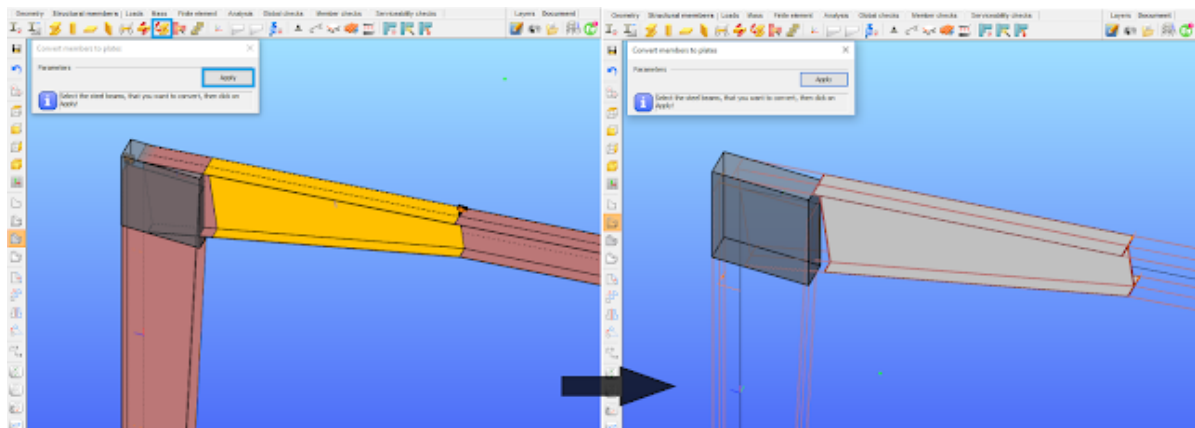 Geometry Structural members Loads Mass Finite element Analysis Global checks Member checks Serviceability checks Layers Document
Convert members to plates
Parameters
Apply
Select the steel beams, that you want to convert, then click on
Apply!
Geometry Structural members Loads Mass Finite element Analysis Global checks Member checks Serviceability checks Layers Document
Convert members to plates
Parameters
Apply
Select the steel beams, that you want to convert, then click on
Apply!